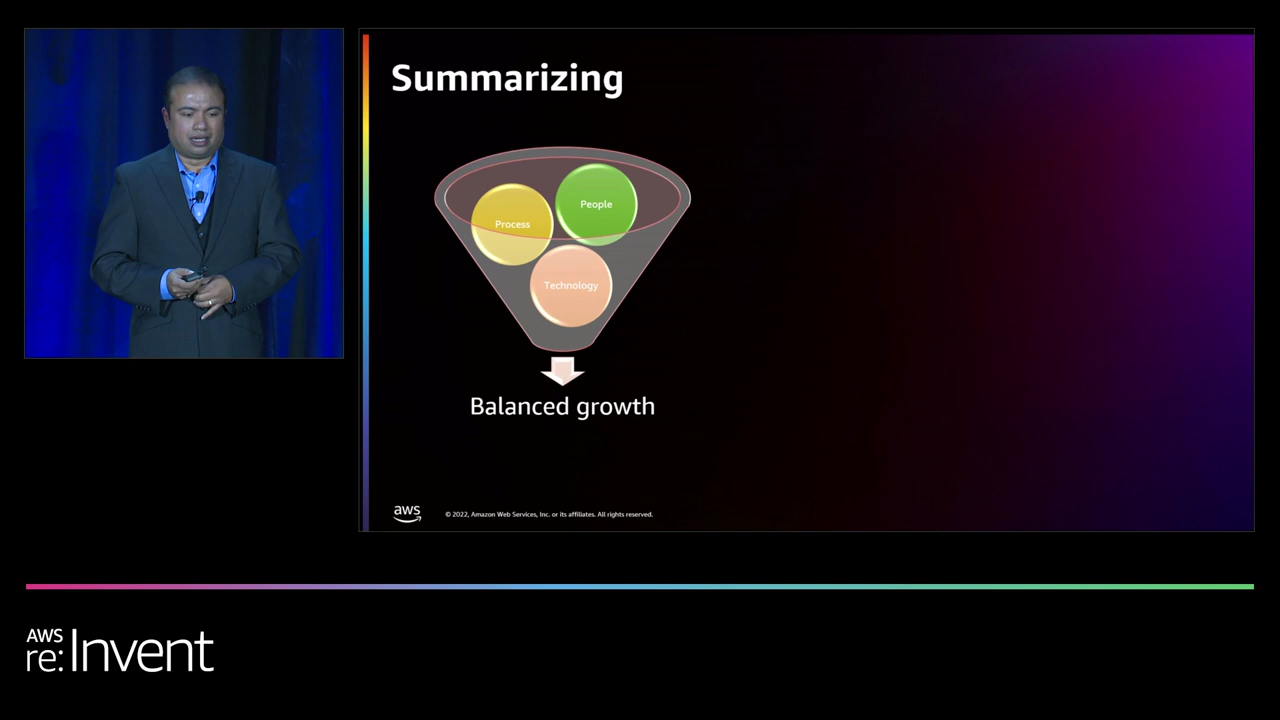 Summarizing
People
Process
Technology
Balanced growth
aws
© 2022, Amazon Web Services, Inc. or its affiliates. All rights reserved.
AWS
re:Invent